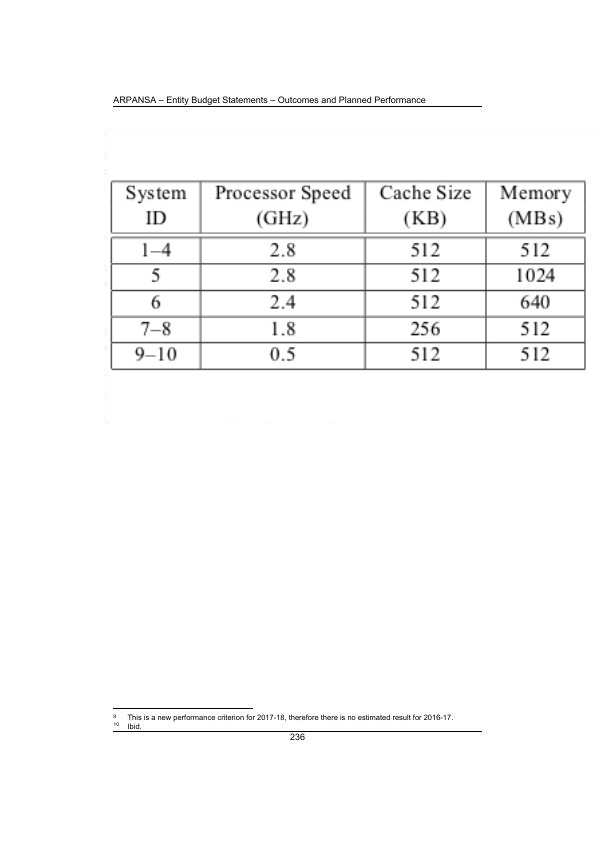 ARPANSA – Entity Budget Statements – Outcomes and Planned Performance
System ID Processor Speed (GHz) Cache Size (KB) Memory (MBs)
1–4 2.8 512 512
5 2.8 512 1024
6 2.4 512 640
7–8 1.8 256 512
9–10 0.5 512 512
9 This is a new performance criterion for 2017-18, therefore there is no estimated result for 2016-17.
10 Ibid.
236